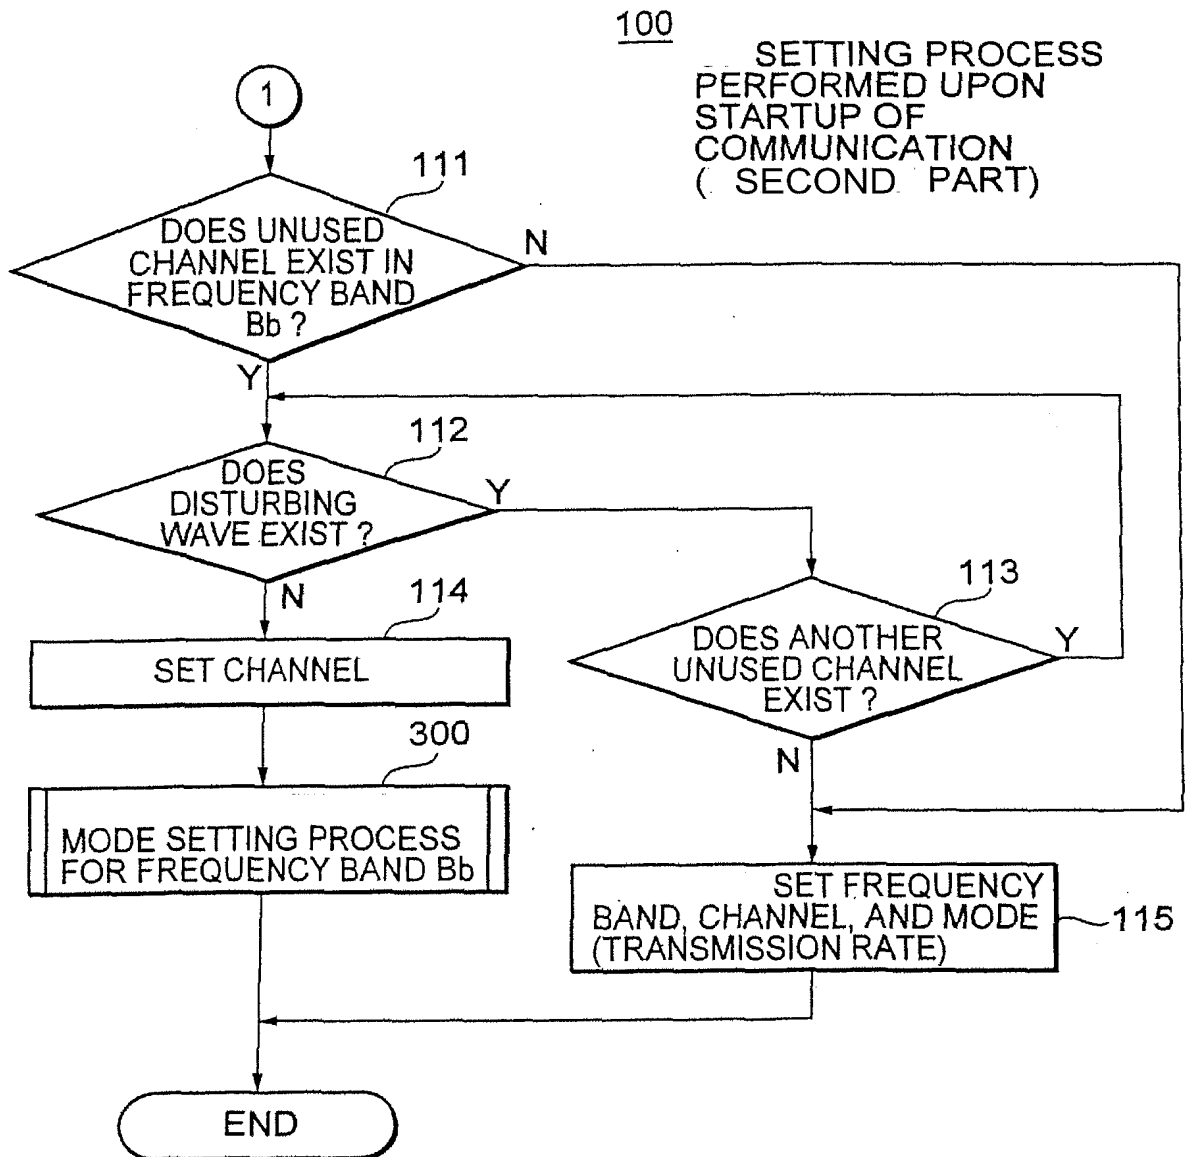 100
SETTING PROCESS
PERFORMED UPON
STARTUP OF
COMMUNICATION
( SECOND PART)
1
111
DOES UNUSED
CHANNEL EXIST IN
FREQUENCY BAND
Bb ?
N
Y
112
DOES
DISTURBING
WAVE EXIST ?
Y
N
113
DOES ANOTHER
UNUSED CHANNEL
EXIST ?
Y
N
114
SET CHANNEL
300
MODE SETTING PROCESS
FOR FREQUENCY BAND Bb
SET FREQUENCY
BAND, CHANNEL, AND MODE
(TRANSMISSION RATE)
115
END